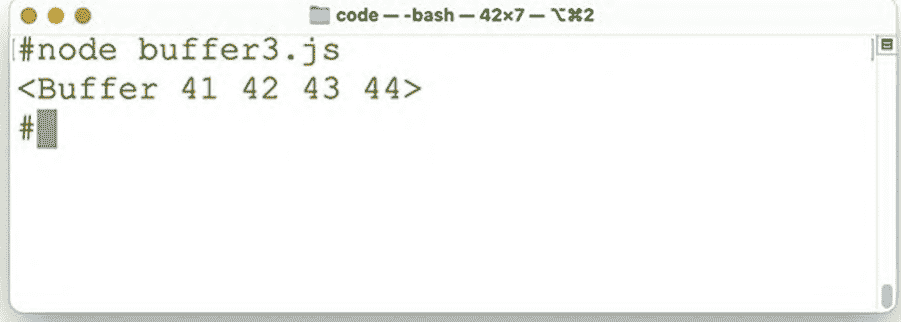 code — -bash — 42×7 — ⌥⌘2
#node buffer3.js
<Buffer 41 42 43 44>
#